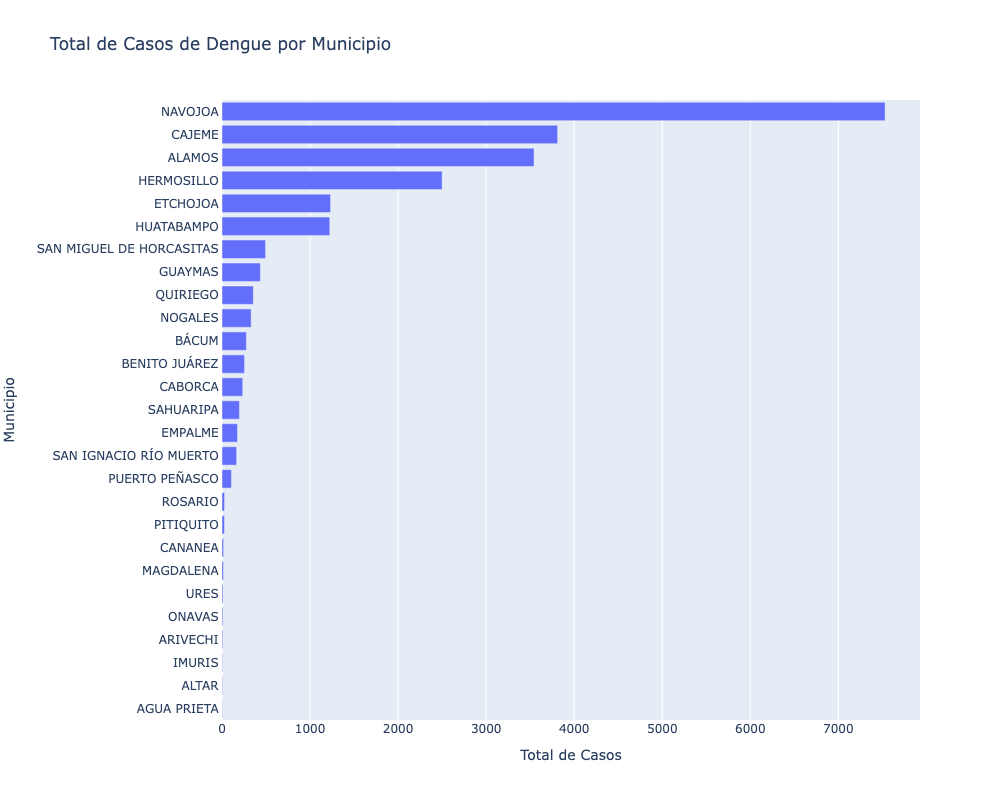 Total de Casos de Dengue por Municipio
Municipio
NAVOJOA
CAJEME
ALAMOS
HERMOSILLO
ETCHOJOA
HUATABAMPO
SAN MIGUEL DE HORCASITAS
GUAYMAS
QUIRIEGO
NOGALES
BÁCUM
BENITO JUÁREZ
CABORCA
SAHUARIPA
EMPALME
SAN IGNACIO RÍO MUERTO
PUERTO PEÑASCO
ROSARIO
PITIQUITO
CANANEA
MAGDALENA
URES
ONAVAS
ARIVECHI
IMURIS
ALTAR
AGUA PRIETA
0 1000 2000 3000 4000 5000 6000 7000
Total de Casos